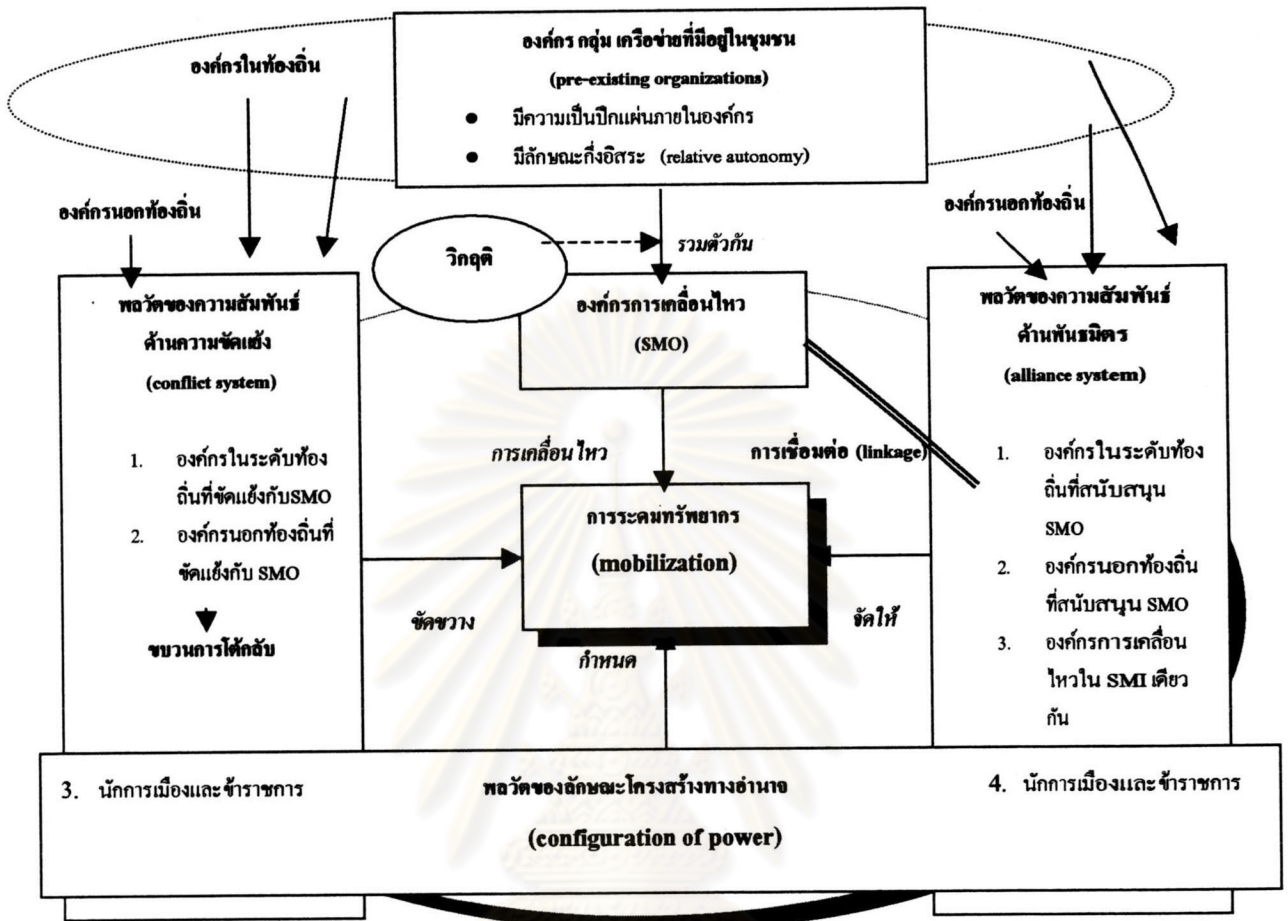 องค์กร กลุ่ม เครือข่ายที่มีอยู่ในชุมชน
(pre-existing organizations)
● มีความเป็นปึกแผ่นภายในองค์กร
● มีลักษณะกึ่งอิสระ (relative autonomy)
องค์กรในท้องถิ่น
องค์กรนอกท้องถิ่น
องค์กรนอกท้องถิ่น
วิกฤติ
รวมตัวกัน
พลวัตของความสัมพันธ์
ด้านความขัดแย้ง
(conflict system)
1. องค์กรในระดับท้อง
ถิ่นที่ขัดแย้งกับSMO
2. องค์กรนอกท้องถิ่นที่
ขัดแย้งกับ SMO
ขบวนการโต้กลับ
องค์กรการเคลื่อนไหว
(SMO)
การเคลื่อนไหว
การเชื่อมต่อ (linkage)
การระดมทรัพยากร
(mobilization)
ขัดขวาง
กำหนด
จัดให้
พลวัตของความสัมพันธ์
ด้านพันธมิตร
(alliance system)
1. องค์กรในระดับท้อง
ถิ่นที่สนับสนุน
SMO
2. องค์กรนอกท้องถิ่น
ที่สนับสนุน SMO
3. องค์กรการเคลื่อน
ไหวใน SMI เดียว
กัน
3. นักการเมืองและข้าราชการ
พลวัตของลักษณะโครงสร้างทางอำนาจ
(configuration of power)
4. นักการเมืองและข้าราชการ